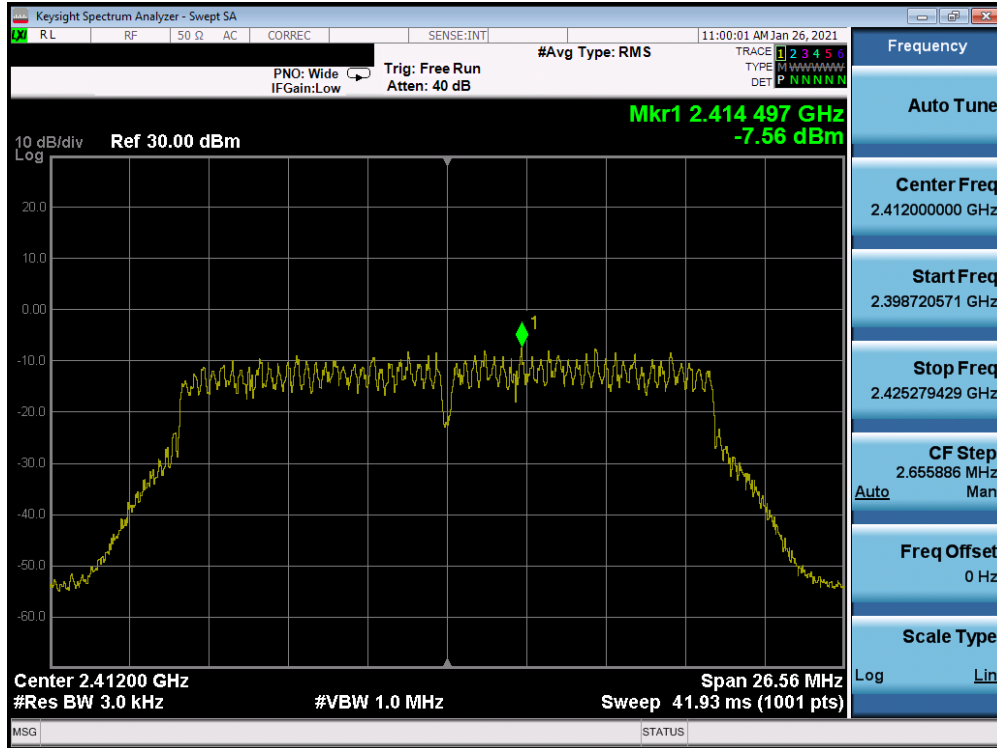 Keysight Spectrum Analyzer - Swept SA
LXI RL RF 50 Ω AC CORREC SENSE:INT 11:00:01 AM Jan 26, 2021
#Avg Type: RMS
TRACE 1 2 3 4 5 6
PNO: Wide Trig: Free Run
TYPE M WWWWW
IFGain:Low Atten: 40 dB
DET P N N N N N
Mkr1 2.414 497 GHz
-7.56 dBm
10 dB/div Ref 30.00 dBm
Log
20.0
10.0
0.00
1
-10.0
-20.0
-30.0
-40.0
-50.0
-60.0
Center 2.41200 GHz Span 26.56 MHz
#Res BW 3.0 kHz #VBW 1.0 MHz Sweep 41.93 ms (1001 pts)
MSG STATUS
Frequency
Auto Tune
Center Freq
2.412000000 GHz
Start Freq
2.398720571 GHz
Stop Freq
2.425279429 GHz
CF Step
2.655886 MHz
Auto Man
Freq Offset
0 Hz
Scale Type
Log Lin